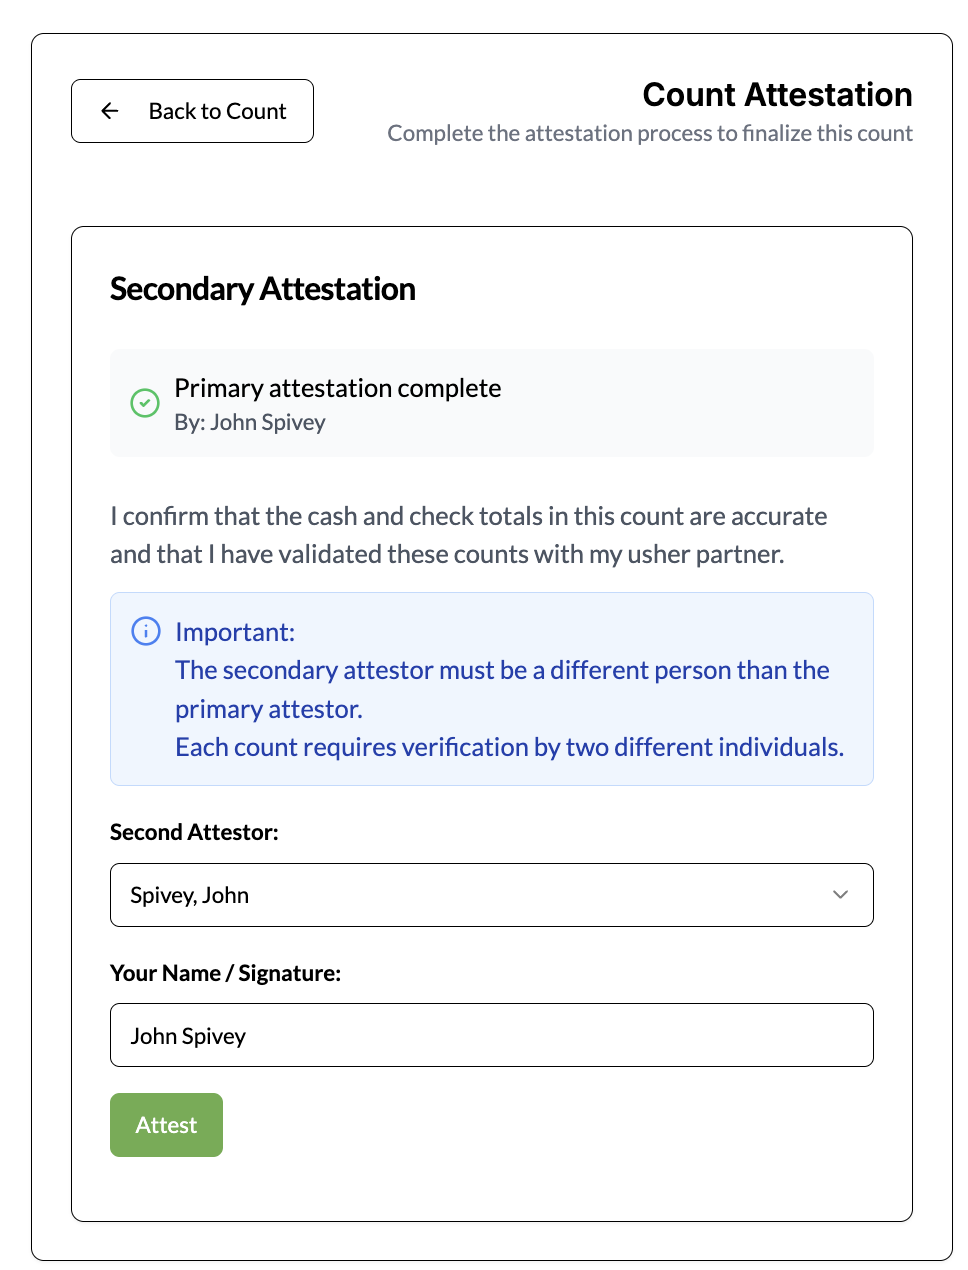 Back to Count
Count Attestation
Complete the attestation process to finalize this count
Secondary Attestation
Primary attestation complete
By: John Spivey
I confirm that the cash and check totals in this count are accurate
and that I have validated these counts with my usher partner.
Important:
The secondary attestor must be a different person than the
primary attestor.
Each count requires verification by two different individuals.
Second Attestor:
Spivey, John
Your Name / Signature:
John Spivey
Attest